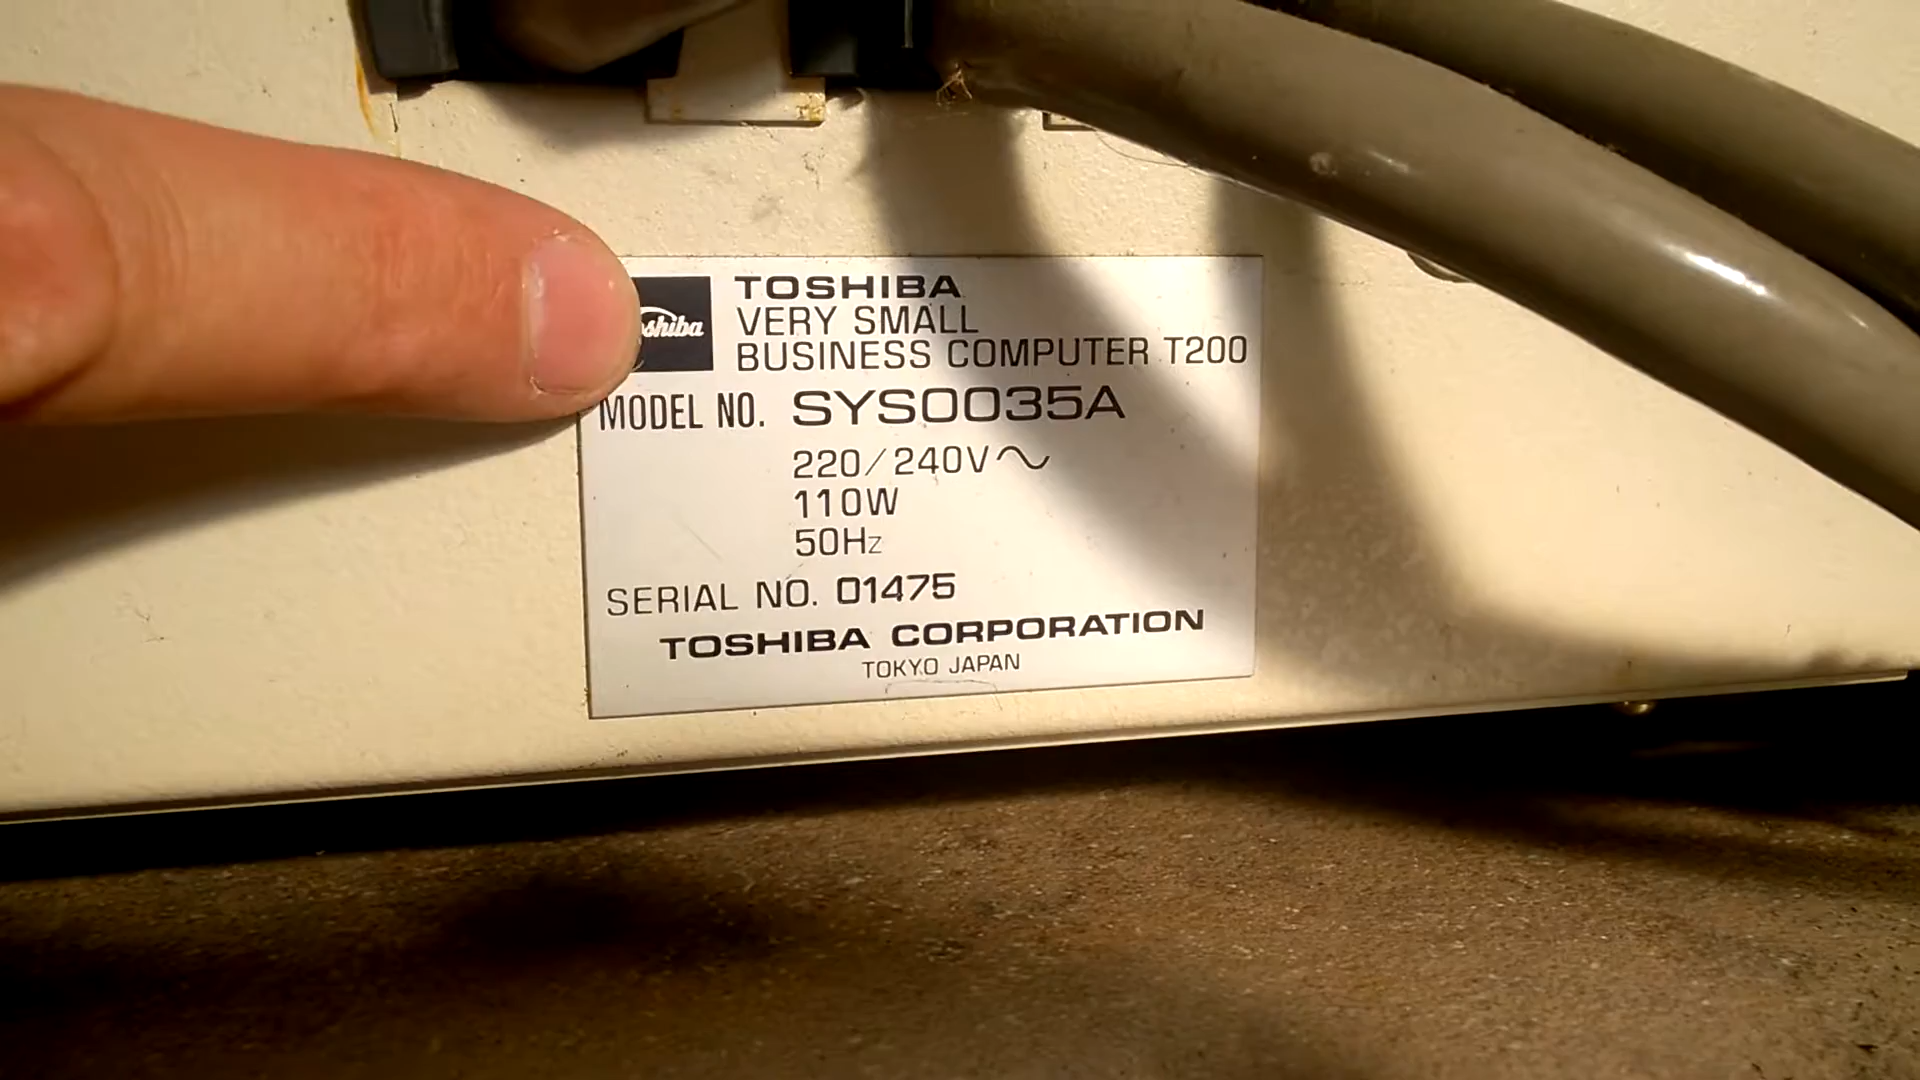 TOSHIBA
VERY SMALL
BUSINESS COMPUTER T200
MODEL NO. SYS0035A
220/240V~
110W
50Hz
SERIAL NO. 01475
TOSHIBA CORPORATION
TOKYO JAPAN